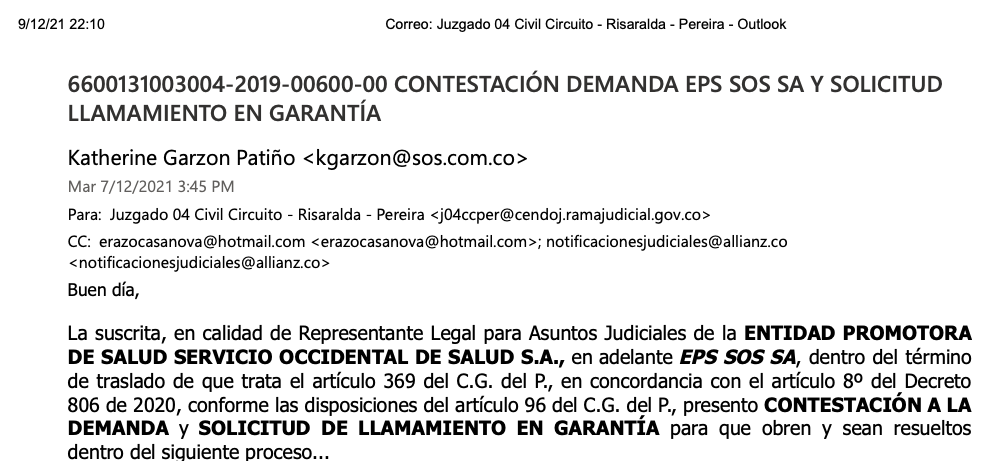 9/12/21 22:10
Correo: Juzgado 04 Civil Circuito - Risaralda - Pereira - Outlook
6600131003004-2019-00600-00 CONTESTACIÓN DEMANDA EPS SOS SA Y SOLICITUD
LLAMAMIENTO EN GARANTÍA
Katherine Garzon Patiño <kgarzon@sos.com.co>
Mar 7/12/2021 3:45 PM
Para: Juzgado 04 Civil Circuito - Risaralda - Pereira <j04ccper@cendoj.ramajudicial.gov.co>
CC: erazocasanova@hotmail.com <erazocasanova@hotmail.com>; notificacionesjudiciales@allianz.co
<notificacionesjudiciales@allianz.co>
Buen día,
La suscrita, en calidad de Representante Legal para Asuntos Judiciales de la ENTIDAD PROMOTORA
DE SALUD SERVICIO OCCIDENTAL DE SALUD S.A., en adelante EPS SOS SA, dentro del término
de traslado de que trata el artículo 369 del C.G. del P., en concordancia con el artículo 8º del Decreto
806 de 2020, conforme las disposiciones del artículo 96 del C.G. del P., presento CONTESTACIÓN A LA
DEMANDA y SOLICITUD DE LLAMAMIENTO EN GARANTÍA para que obren y sean resueltos
dentro del siguiente proceso...